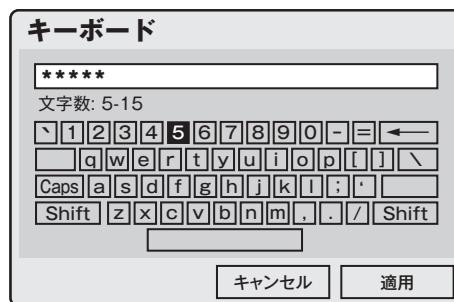 キーボード
*****
文字数: 5-15
` 1 2 3 4 5 6 7 8 9 0 - = ←
q w e r t y u i o p [ ] \
Caps a s d f g h j k l ; '
Shift z x c v b n m , . / Shift
キャンセル 適用